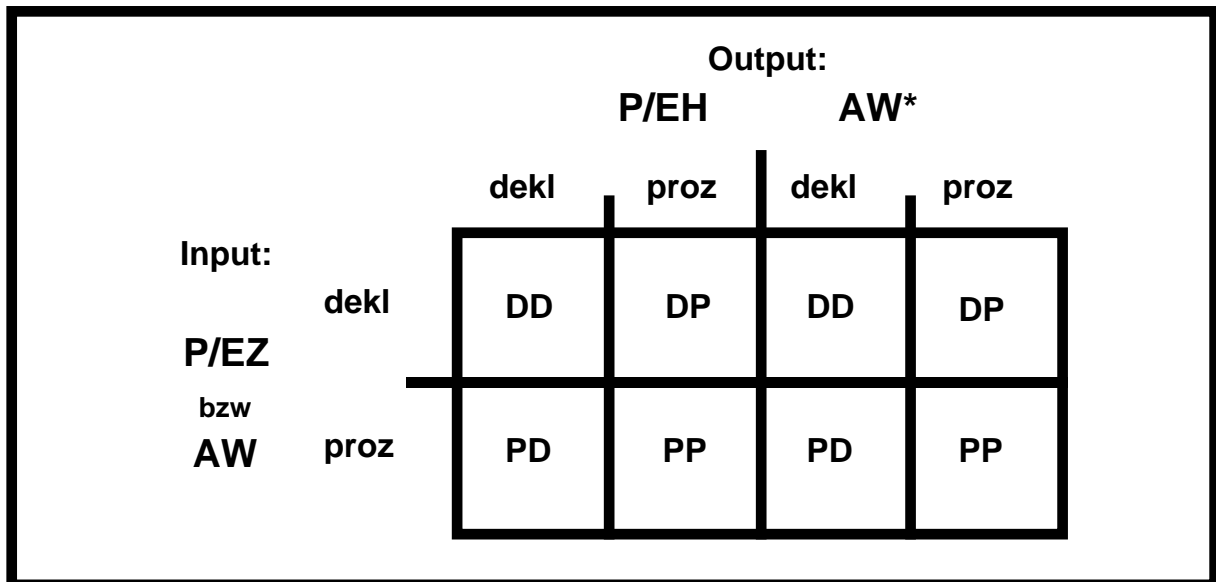 Output:
P/EH AW*
dekl proz dekl proz
Input:
dekl DD DP DD DP
P/EZ
bzw
AW proz PD PP PD PP